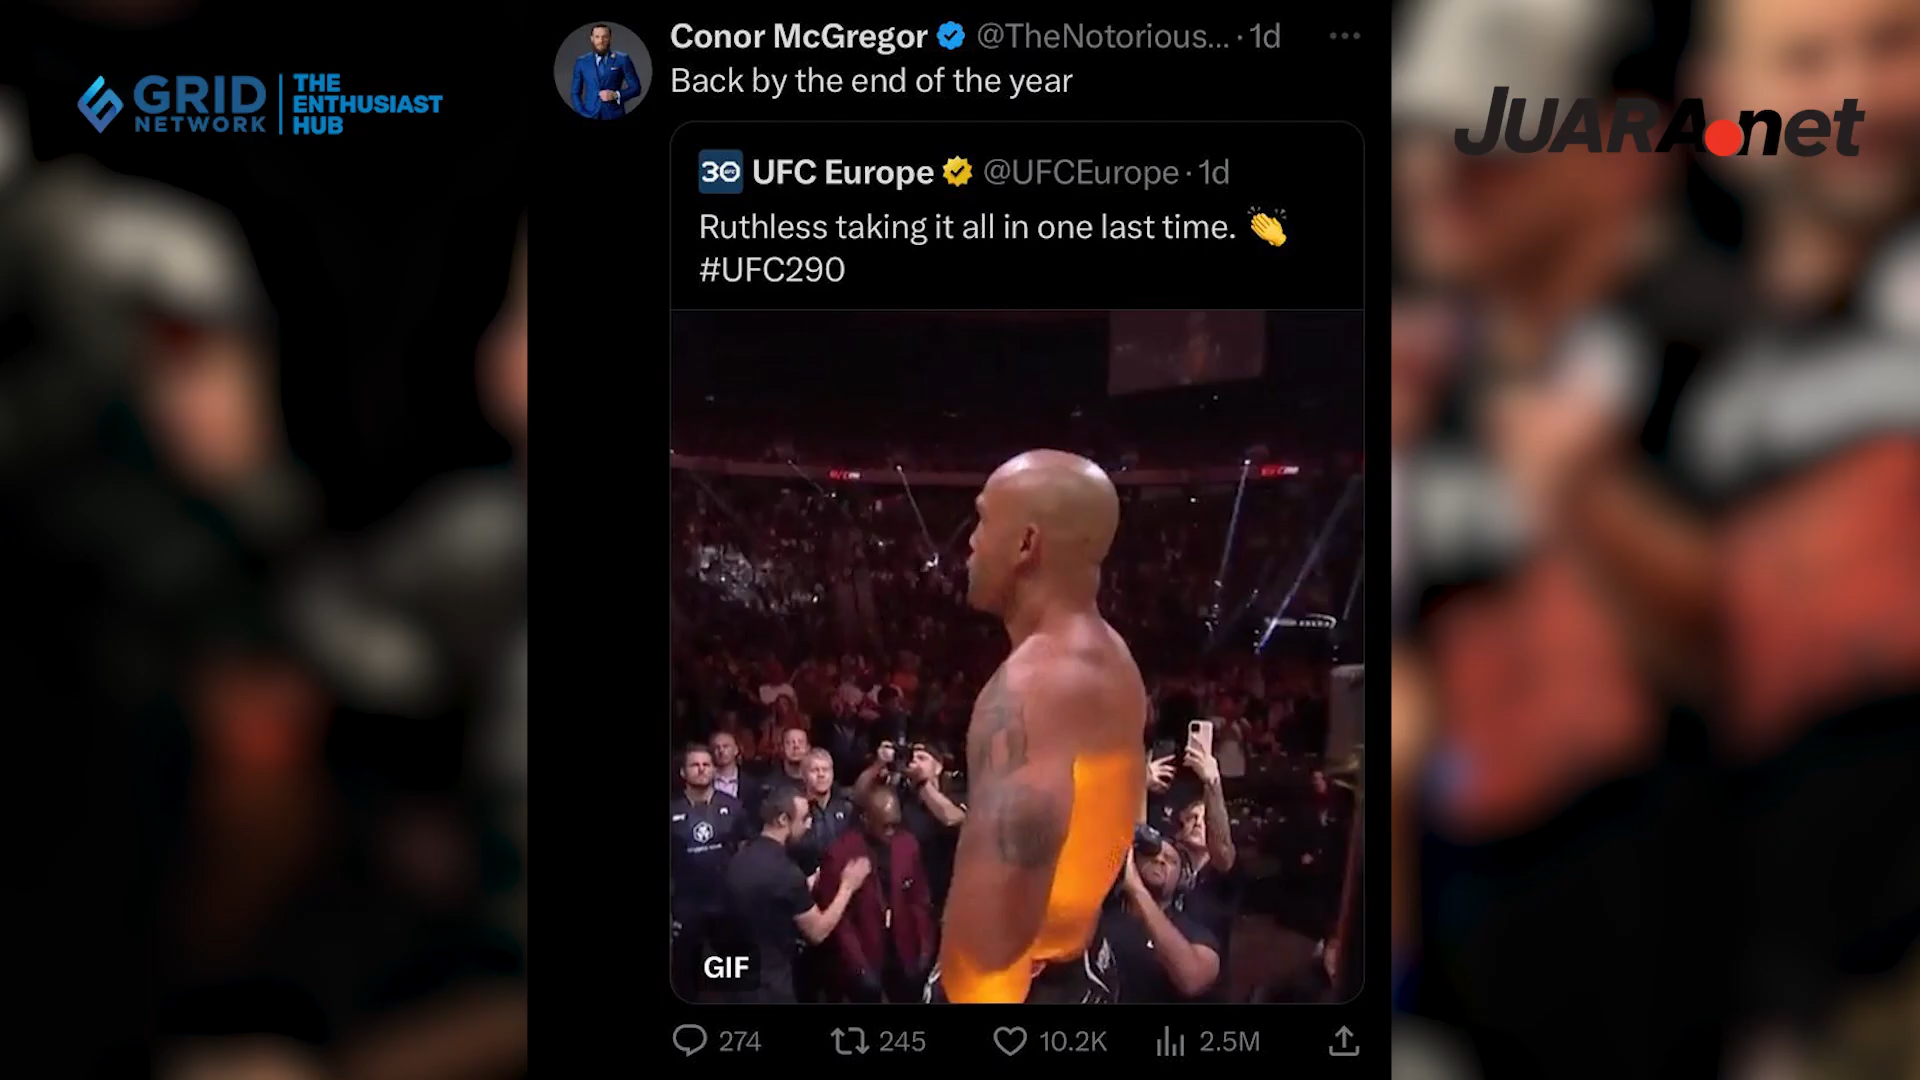 GRID NETWORK
THE ENTHUSIAST HUB
JUARA.net
Conor McGregor @TheNotorious... · 1d
Back by the end of the year
30 UFC Europe @UFCEurope · 1d
Ruthless taking it all in one last time. 👏
#UFC290
GIF
274 245 10.2K 2.5M